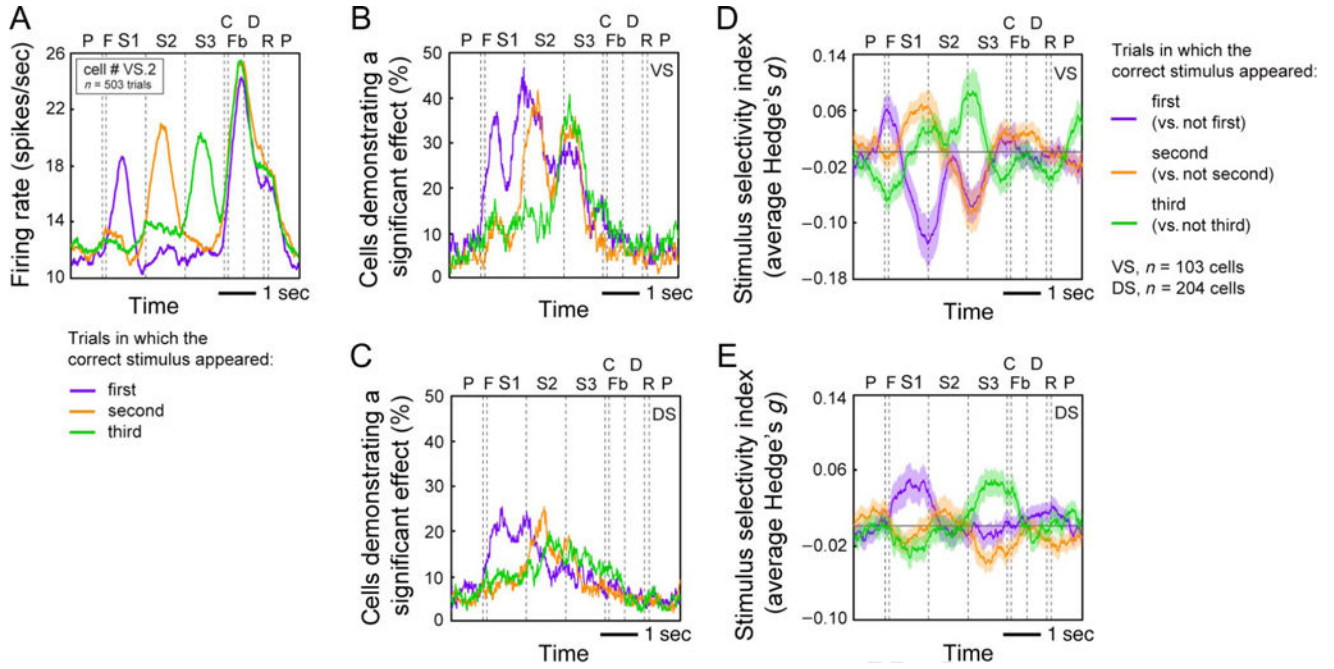 A
C D
P F S1 S2 S3 Fb R P
26
22
18
14
10
Firing rate (spikes/sec)
cell # VS.2
n = 503 trials
1 sec
Time
Trials in which the
correct stimulus appeared:
first
second
third
B
C D
P F S1 S2 S3 Fb R P
50
40
30
20
10
0
Cells demonstrating a
significant effect (%)
VS
1 sec
Time
C
C D
P F S1 S2 S3 Fb R P
50
40
30
20
10
0
Cells demonstrating a
significant effect (%)
DS
1 sec
Time
D
C D
P F S1 S2 S3 Fb R P
0.14
0.06
−0.02
−0.10
−0.18
Stimulus selectivity index
(average Hedge's g)
VS
1 sec
Time
Trials in which the
correct stimulus appeared:
first
(vs. not first)
second
(vs. not second)
third
(vs. not third)
VS, n = 103 cells
DS, n = 204 cells
E
C D
P F S1 S2 S3 Fb R P
0.14
0.06
−0.02
−0.10
Stimulus selectivity index
(average Hedge's g)
DS
1 sec
Time